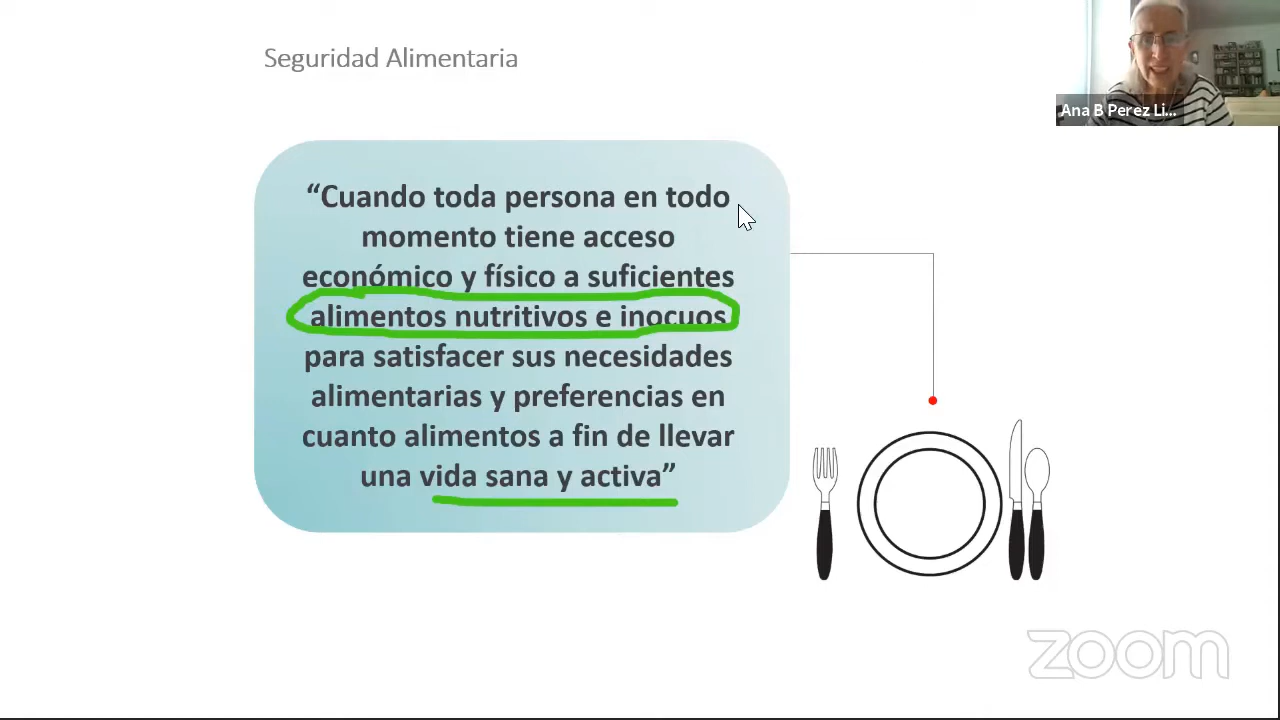 Seguridad Alimentaria
Ana B Perez Li...
“Cuando toda persona en todo
momento tiene acceso
económico y físico a suficientes
alimentos nutritivos e inocuos
para satisfacer sus necesidades
alimentarias y preferencias en
cuanto alimentos a fin de llevar
una vida sana y activa”
zoom